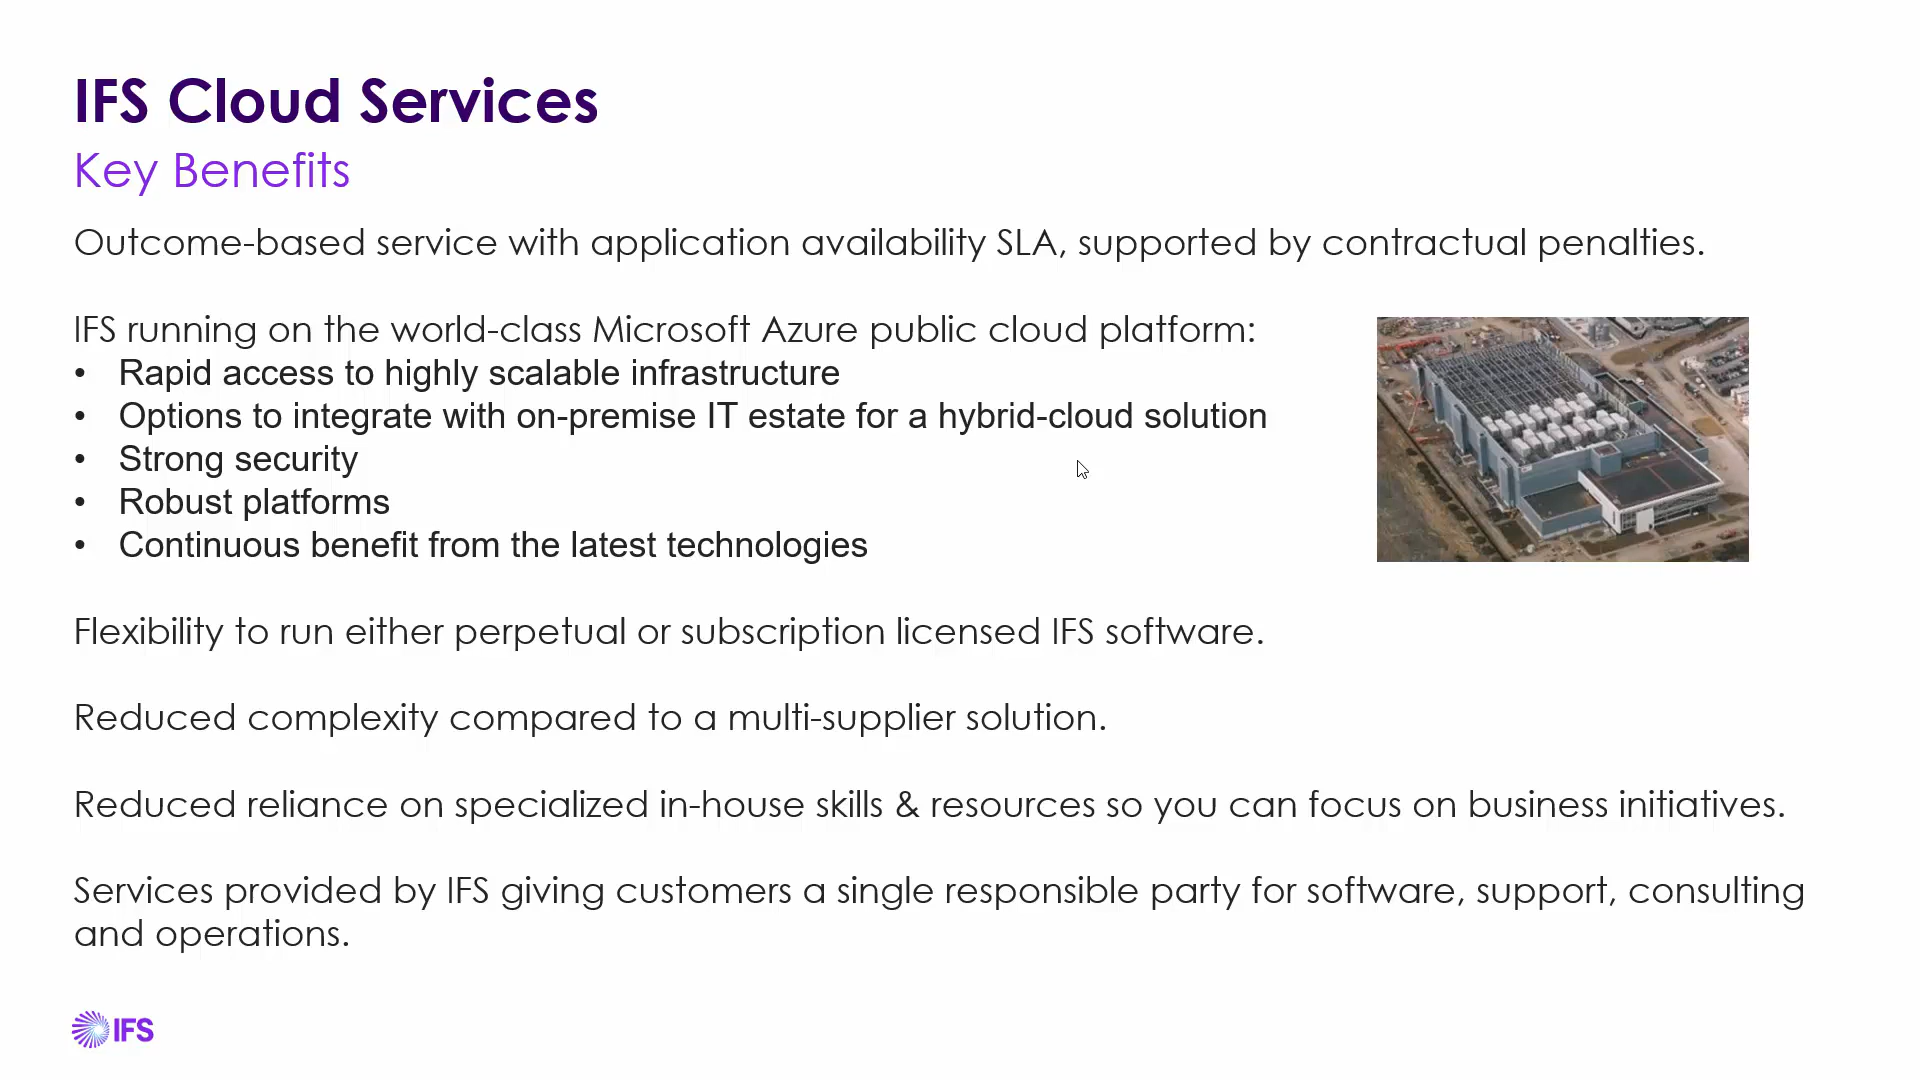 IFS Cloud Services
Key Benefits
Outcome-based service with application availability SLA, supported by contractual penalties.
IFS running on the world-class Microsoft Azure public cloud platform:
• Rapid access to highly scalable infrastructure
• Options to integrate with on-premise IT estate for a hybrid-cloud solution
• Strong security
• Robust platforms
• Continuous benefit from the latest technologies
Flexibility to run either perpetual or subscription licensed IFS software.
Reduced complexity compared to a multi-supplier solution.
Reduced reliance on specialized in-house skills & resources so you can focus on business initiatives.
Services provided by IFS giving customers a single responsible party for software, support, consulting
and operations.
IFS